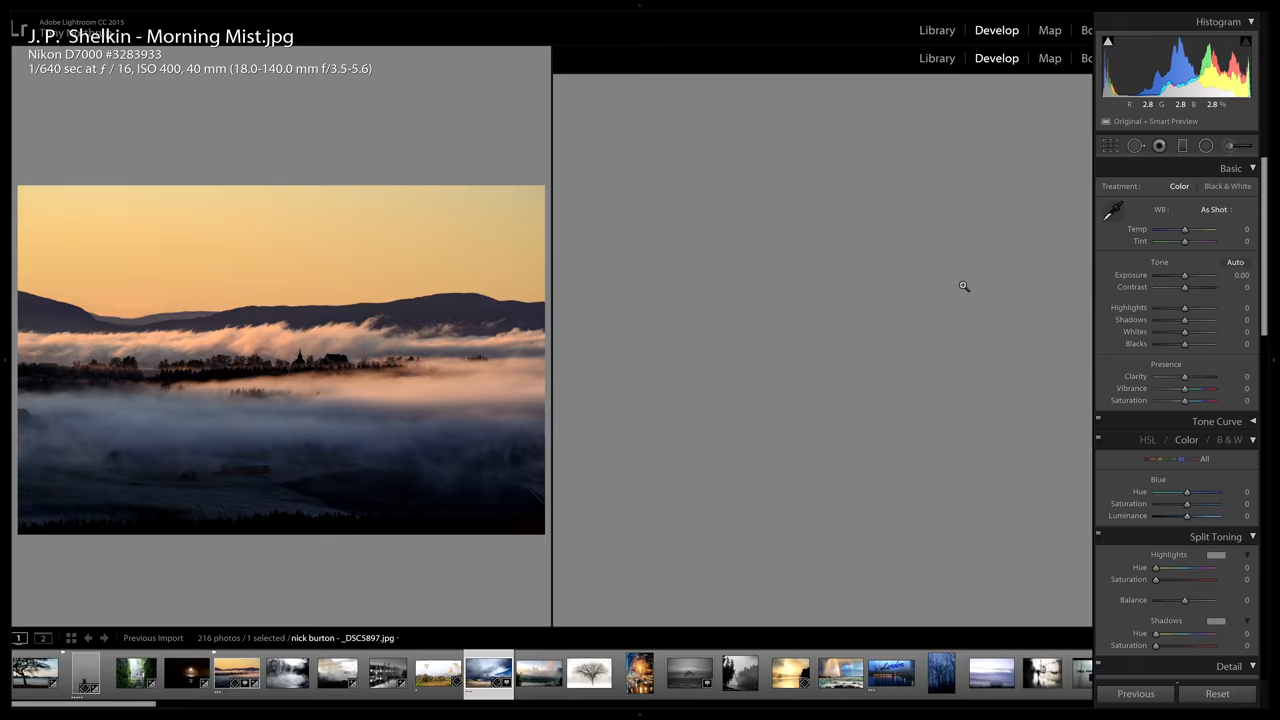 Adobe Lightroom CC 2015
J. P. Shelkin - Morning Mist.jpg
Nikon D7000 #3283933
1/640 sec at ƒ / 16, ISO 400, 40 mm (18.0-140.0 mm f/3.5-5.6)
Library | Develop | Map |
Library | Develop | Map |
Histogram
R 2.8 G 2.8 B 2.8 %
Original + Smart Preview
Basic
Treatment: Color Black & White
WB: As Shot
Temp 0
Tint 0
Tone Auto
Exposure 0.00
Contrast 0
Highlights 0
Shadows 0
Whites 0
Blacks 0
Presence
Clarity 0
Vibrance 0
Saturation 0
Tone Curve
HSL / Color / B & W
All
Blue
Hue 0
Saturation 0
Luminance 0
Split Toning
Highlights
Hue 0
Saturation 0
Balance 0
Shadows
Hue 0
Saturation 0
Detail
Previous Reset
1 2 Previous Import 216 photos / 1 selected / nick burton - _DSC5897.jpg